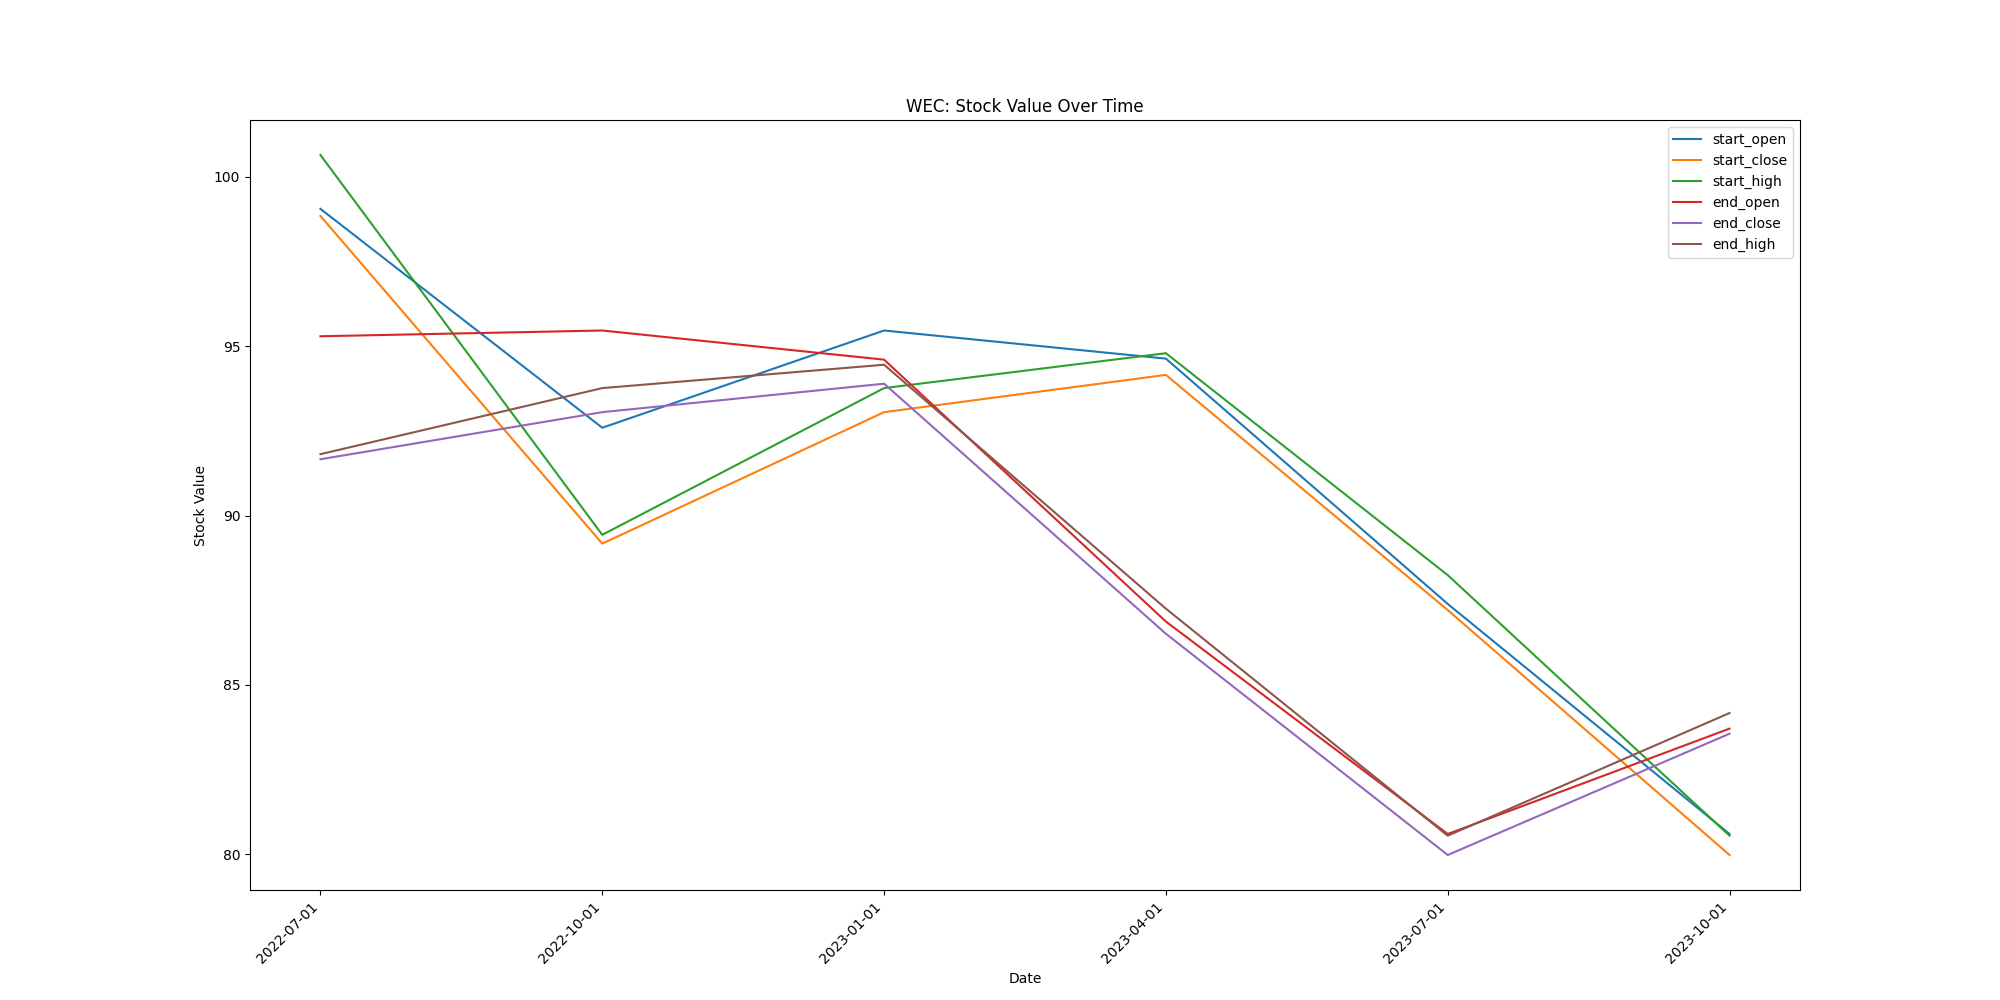 WEC: Stock Value Over Time
start_open
start_close
start_high
end_open
end_close
end_high
100
95
90
85
80
Stock Value
2022-07-01
2022-10-01
2023-01-01
2023-04-01
2023-07-01
2023-10-01
Date